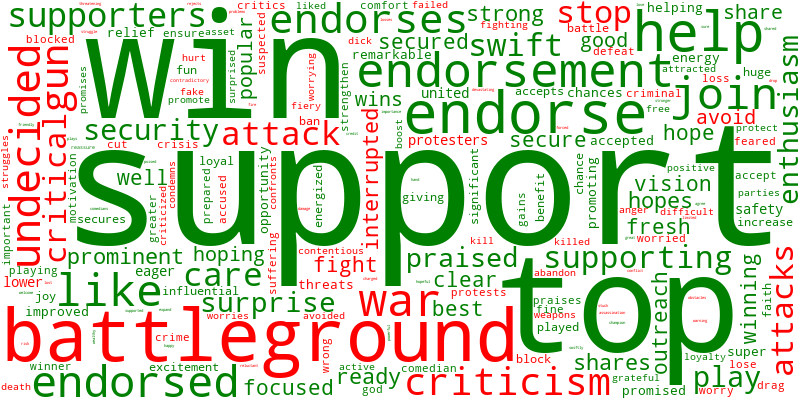 supporters
win
endorses
strong
stop
help
share
critics
comfort
failed
helping
rejects
threatening
liked
fighting
battle
defeat
good
swift
secured
remarkable
relief
ensure
asset
blocked
popular
suspected
surprised
dick
hurt
fun
fake
promote
promises
worrying
fiery
ban
strengthen
undecided
critical
gun
endorsement
endorse
join
energy
attracted
huge
enthusiasm
wins
united
accepts
chances
criminal
loss
free
avoid
security
attack
protesters
secure
accepted
hope
protect
feared
boost
cut
crisis
struggles
motivation
well
loyal
interrupted
support
chance
promoting
vision
hopes
positive
accept
parties
safety
increase
fresh
difficult
anger
worried
condemns
criticized
prepared
accused
opportunity
confronts
energized
giving
significant
gains
benefit
important
secures
greater
prominent
hoping
suffering
contentious
fight
threats
praised
kill
killed
supporting
clear
abandon
top
outreach
winning
faith
attacks
lower
playing
eager
care
like
joy
influential
improved
surprise
war
protests
best
praises
fine
weapons
played
battleground
worries
avoided
crime
wrong
block
shares
loyalty
super
lose
play
winner
excitement
active
comedian
death
endorsed
focused
ready
god
criticism
grateful
promised
worry
drag